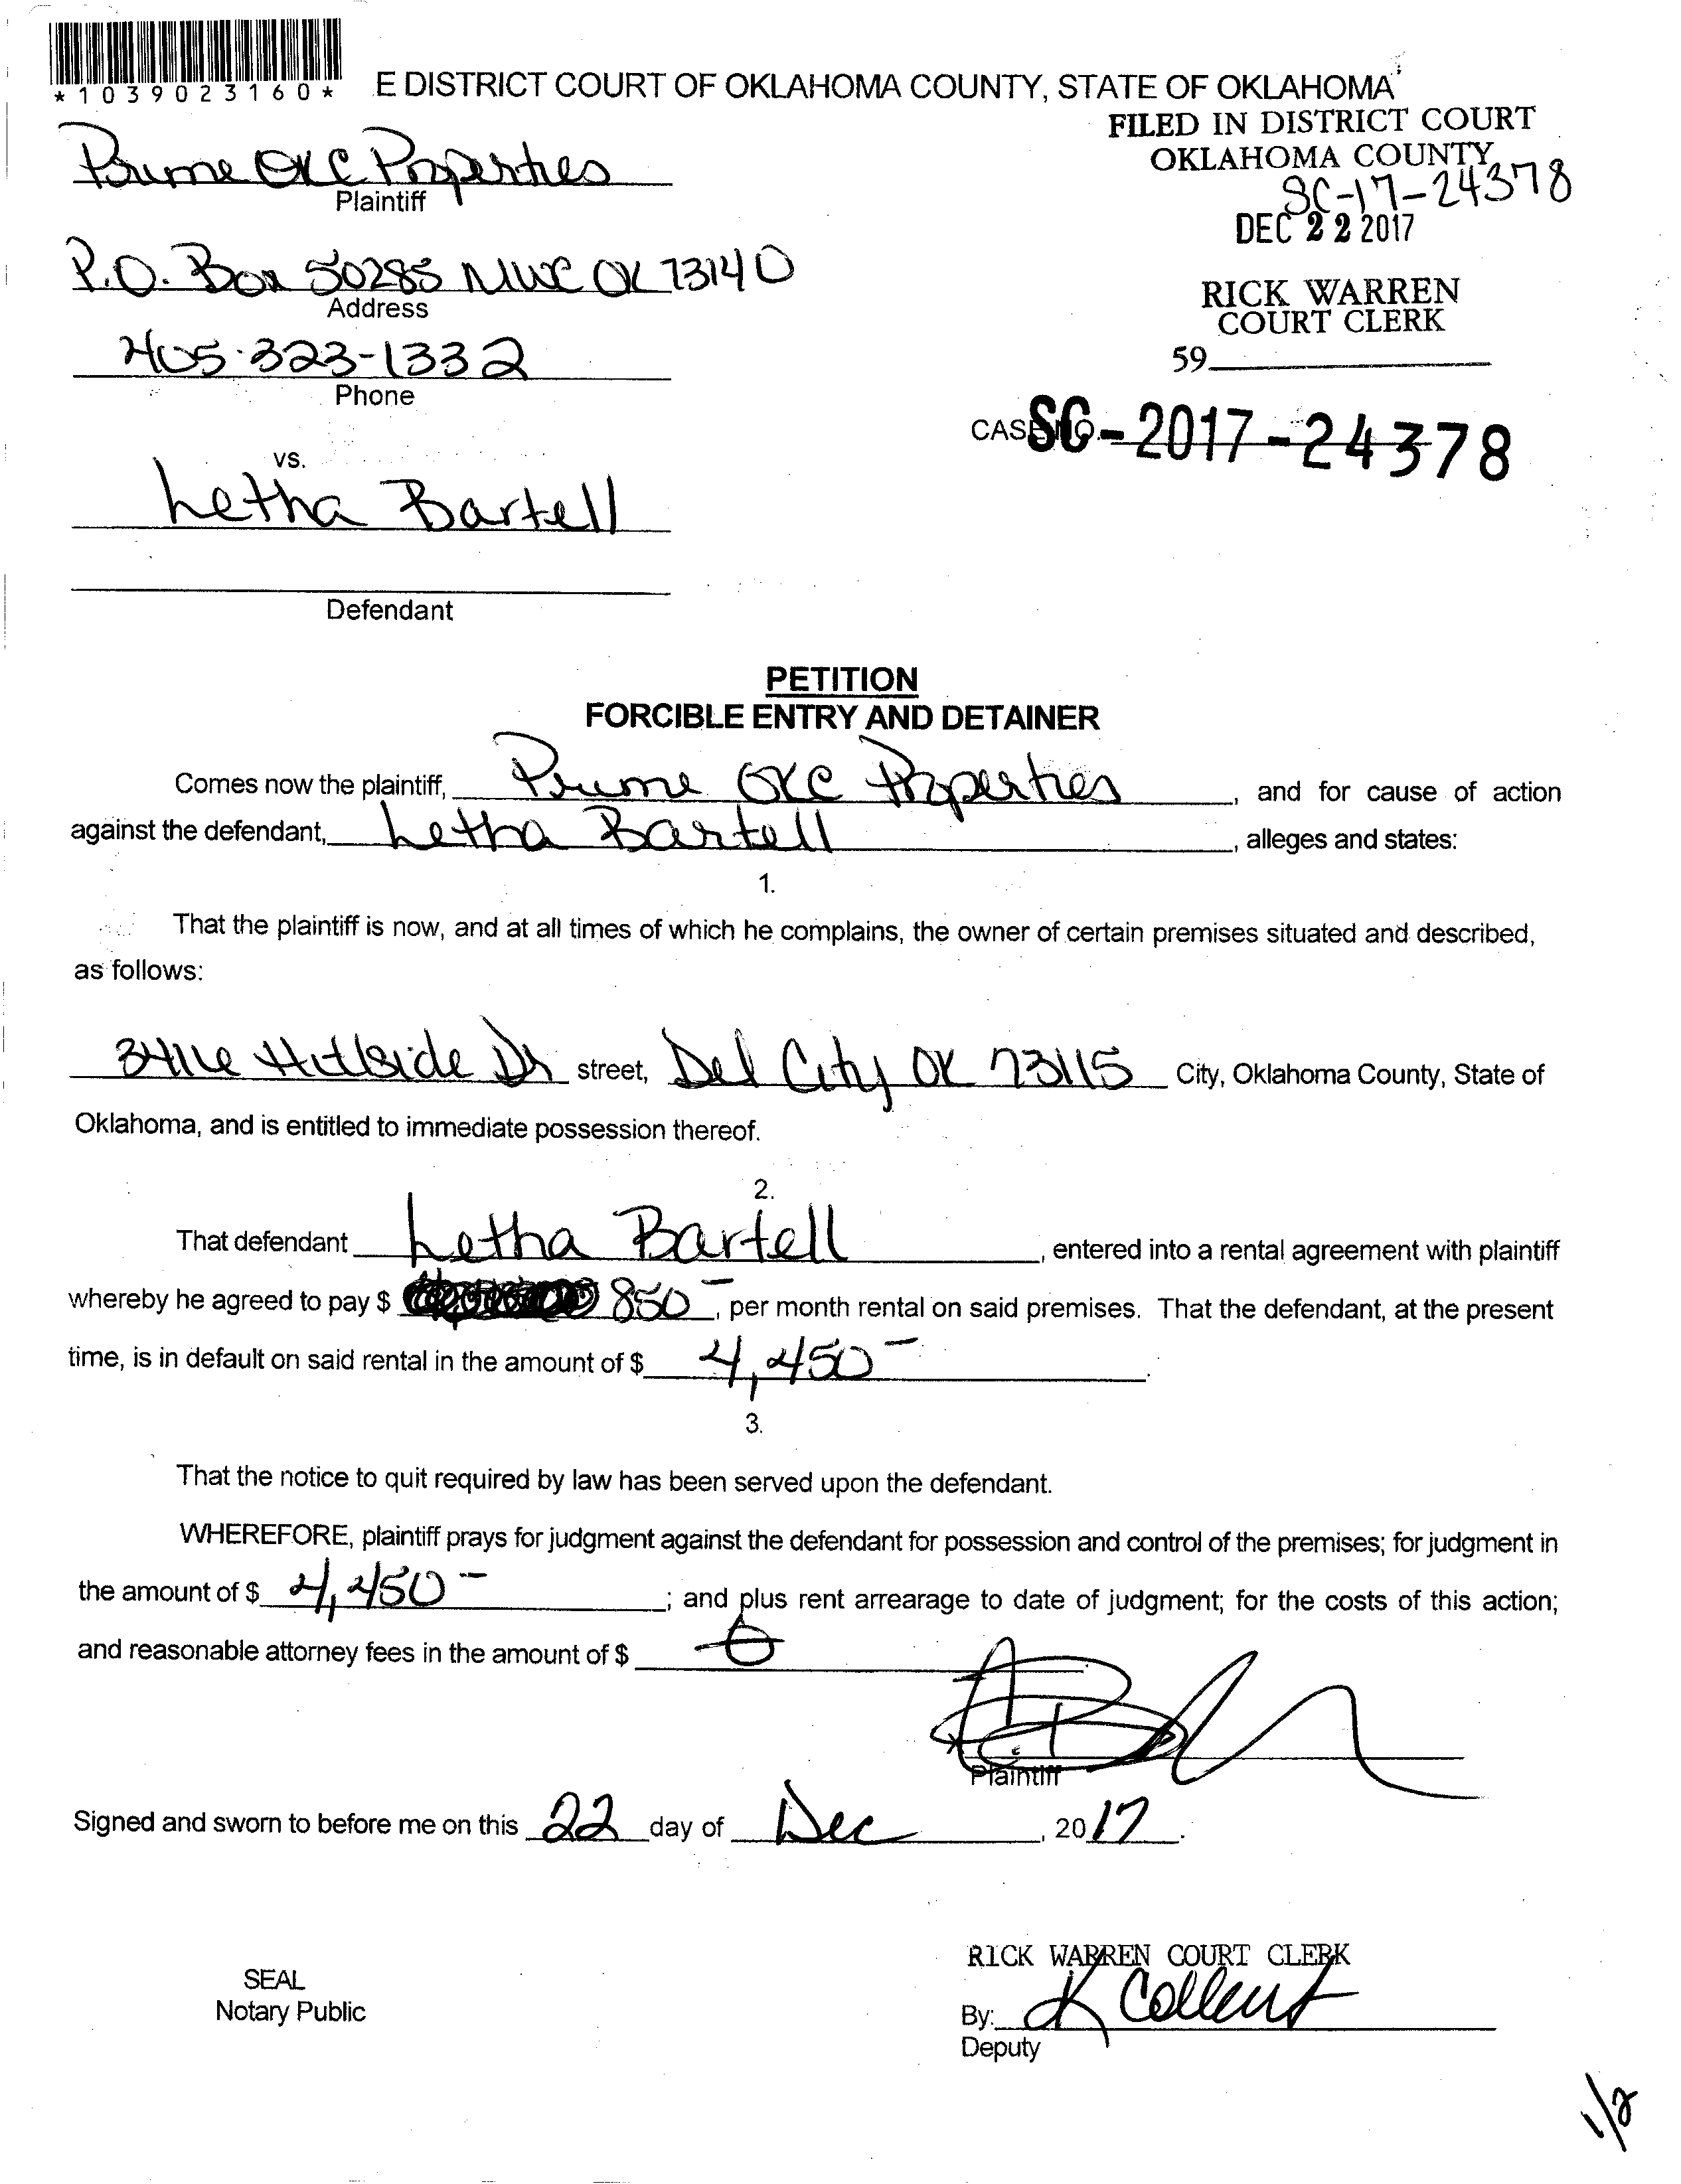 *1039023160*
E DISTRICT COURT OF OKLAHOMA COUNTY, STATE OF OKLAHOMA
FILED IN DISTRICT COURT
OKLAHOMA COUNTY
Prime OKC Properties
SC-17-24378
Plaintiff
DEC 22 2017
P.O. Box 50285 MWC OK 73140
Address
RICK WARREN
COURT CLERK
405-323-1332
59
Phone
CASE NO. SC-2017-24378
vs.
Letha Bartell
Defendant
PETITION
FORCIBLE ENTRY AND DETAINER
Comes now the plaintiff, Prime OKC Properties, and for cause of action
against the defendant, Letha Bartell, alleges and states:
1.
That the plaintiff is now, and at all times of which he complains, the owner of certain premises situated and described,
as follows:
Hillside Dr street, Del City OK 73115 City, Oklahoma County, State of
Oklahoma, and is entitled to immediate possession thereof.
2.
That defendant Letha Bartell, entered into a rental agreement with plaintiff
whereby he agreed to pay $ 850-, per month rental on said premises. That the defendant, at the present
time, is in default on said rental in the amount of $ 4,450-.
3.
That the notice to quit required by law has been served upon the defendant.
WHEREFORE, plaintiff prays for judgment against the defendant for possession and control of the premises; for judgment in
the amount of $ 4,450-; and plus rent arrearage to date of judgment; for the costs of this action;
and reasonable attorney fees in the amount of $
Plaintiff
Signed and sworn to before me on this 22 day of Dec, 2017.
RICK WARREN COURT CLERK
SEAL
Notary Public
By: K
Deputy
1/2